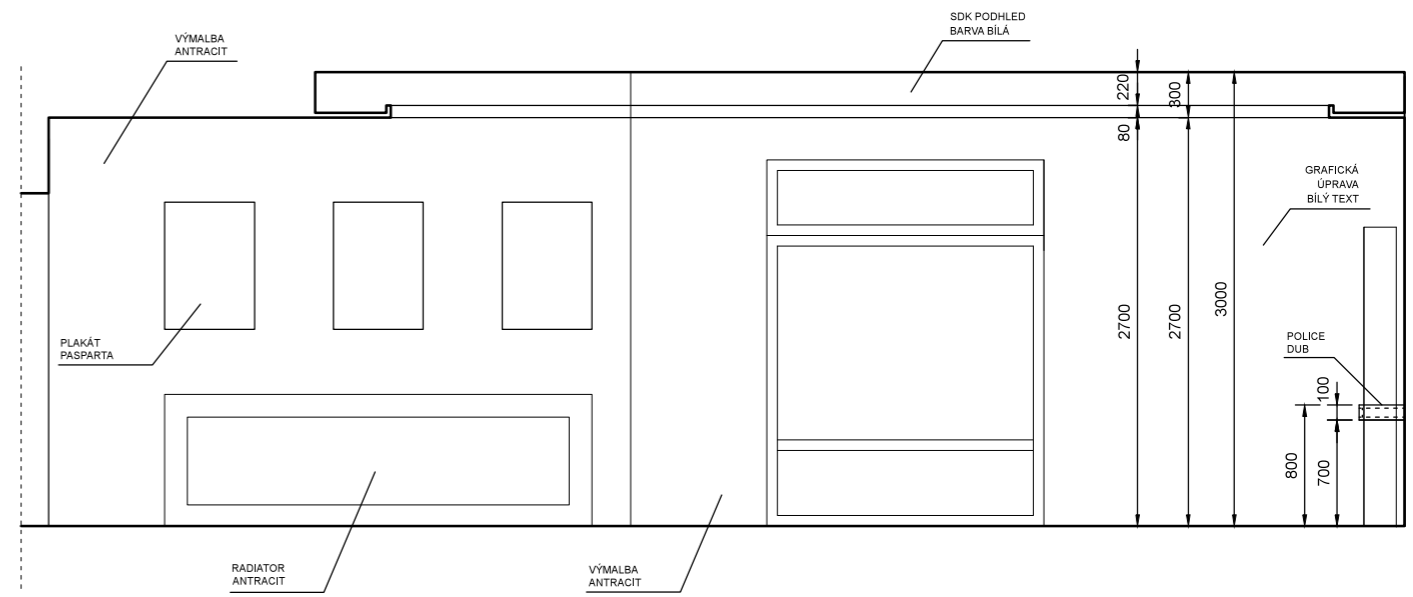 SDK PODHLED
BARVA BÍLÁ
VÝMALBA
ANTRACIT
220
300
80
GRAFICKÁ
ÚPRAVA
BÍLÝ TEXT
2700
2700
3000
PLAKÁT
PASPARTA
POLICE
DUB
100
800
700
RADIATOR
ANTRACIT
VÝMALBA
ANTRACIT